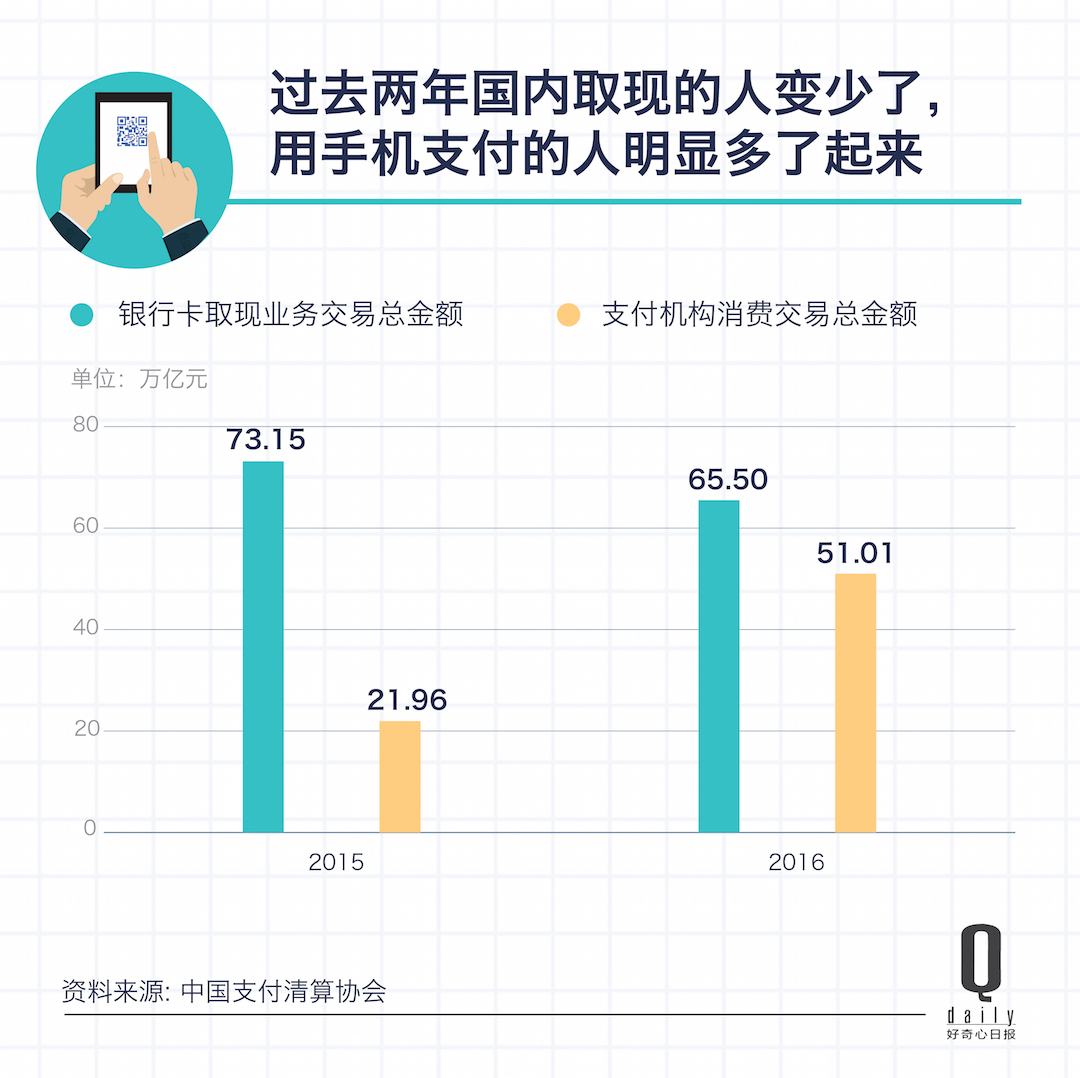 过去两年国内取现的人变少了，
用手机支付的人明显多了起来
银行卡取现业务交易总金额
支付机构消费交易总金额
单位：万亿元
80
73.15
65.50
60
51.01
40
21.96
20
0
2015
2016
资料来源: 中国支付清算协会
Q
daily
好奇心日报